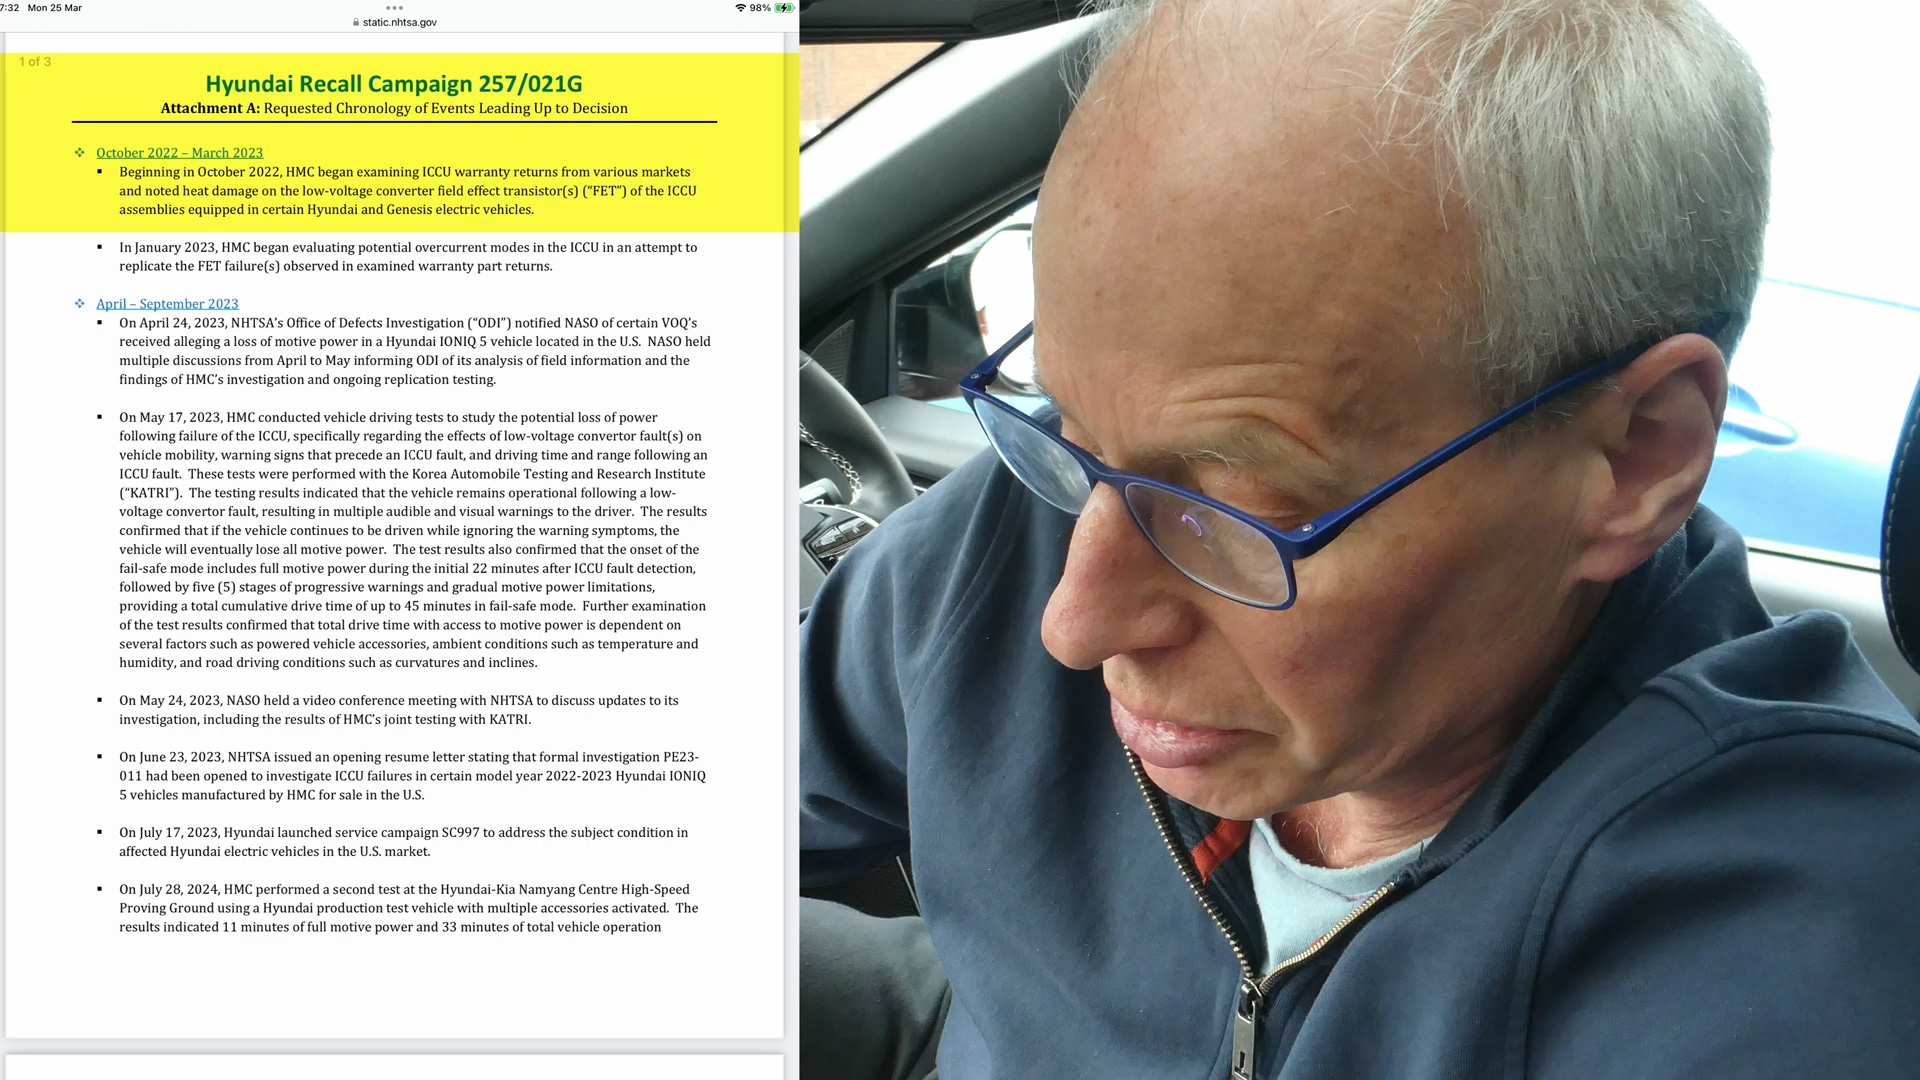 7:32 Mon 25 Mar
98%
static.nhtsa.gov
1 of 3
Hyundai Recall Campaign 257/021G
Attachment A: Requested Chronology of Events Leading Up to Decision
❖ October 2022 – March 2023
▪ Beginning in October 2022, HMC began examining ICCU warranty returns from various markets
and noted heat damage on the low-voltage converter field effect transistor(s) (“FET”) of the ICCU
assemblies equipped in certain Hyundai and Genesis electric vehicles.
▪ In January 2023, HMC began evaluating potential overcurrent modes in the ICCU in an attempt to
replicate the FET failure(s) observed in examined warranty part returns.
❖ April – September 2023
▪ On April 24, 2023, NHTSA’s Office of Defects Investigation (“ODI”) notified NASO of certain VOQ’s
received alleging a loss of motive power in a Hyundai IONIQ 5 vehicle located in the U.S. NASO held
multiple discussions from April to May informing ODI of its analysis of field information and the
findings of HMC’s investigation and ongoing replication testing.
▪ On May 17, 2023, HMC conducted vehicle driving tests to study the potential loss of power
following failure of the ICCU, specifically regarding the effects of low-voltage convertor fault(s) on
vehicle mobility, warning signs that precede an ICCU fault, and driving time and range following an
ICCU fault. These tests were performed with the Korea Automobile Testing and Research Institute
(“KATRI”). The testing results indicated that the vehicle remains operational following a low-
voltage convertor fault, resulting in multiple audible and visual warnings to the driver. The results
confirmed that if the vehicle continues to be driven while ignoring the warning symptoms, the
vehicle will eventually lose all motive power. The test results also confirmed that the onset of the
fail-safe mode includes full motive power during the initial 22 minutes after ICCU fault detection,
followed by five (5) stages of progressive warnings and gradual motive power limitations,
providing a total cumulative drive time of up to 45 minutes in fail-safe mode. Further examination
of the test results confirmed that total drive time with access to motive power is dependent on
several factors such as powered vehicle accessories, ambient conditions such as temperature and
humidity, and road driving conditions such as curvatures and inclines.
▪ On May 24, 2023, NASO held a video conference meeting with NHTSA to discuss updates to its
investigation, including the results of HMC’s joint testing with KATRI.
▪ On June 23, 2023, NHTSA issued an opening resume letter stating that formal investigation PE23-
011 had been opened to investigate ICCU failures in certain model year 2022-2023 Hyundai IONIQ
5 vehicles manufactured by HMC for sale in the U.S.
▪ On July 17, 2023, Hyundai launched service campaign SC997 to address the subject condition in
affected Hyundai electric vehicles in the U.S. market.
▪ On July 28, 2024, HMC performed a second test at the Hyundai-Kia Namyang Centre High-Speed
Proving Ground using a Hyundai production test vehicle with multiple accessories activated. The
results indicated 11 minutes of full motive power and 33 minutes of total vehicle operation